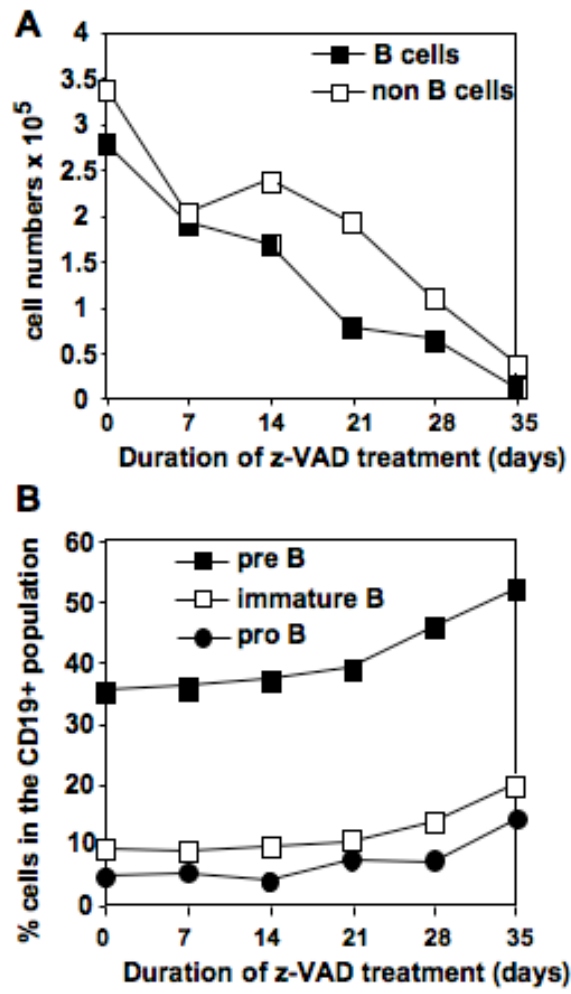 A
4
3.5
3
2.5
2
1.5
1
0.5
0
cell numbers x 10⁵
B cells
non B cells
0 7 14 21 28 35
Duration of z-VAD treatment (days)
B
60
50
40
30
20
10
0
% cells in the CD19+ population
pre B
immature B
pro B
0 7 14 21 28 35
Duration of z-VAD treatment (days)